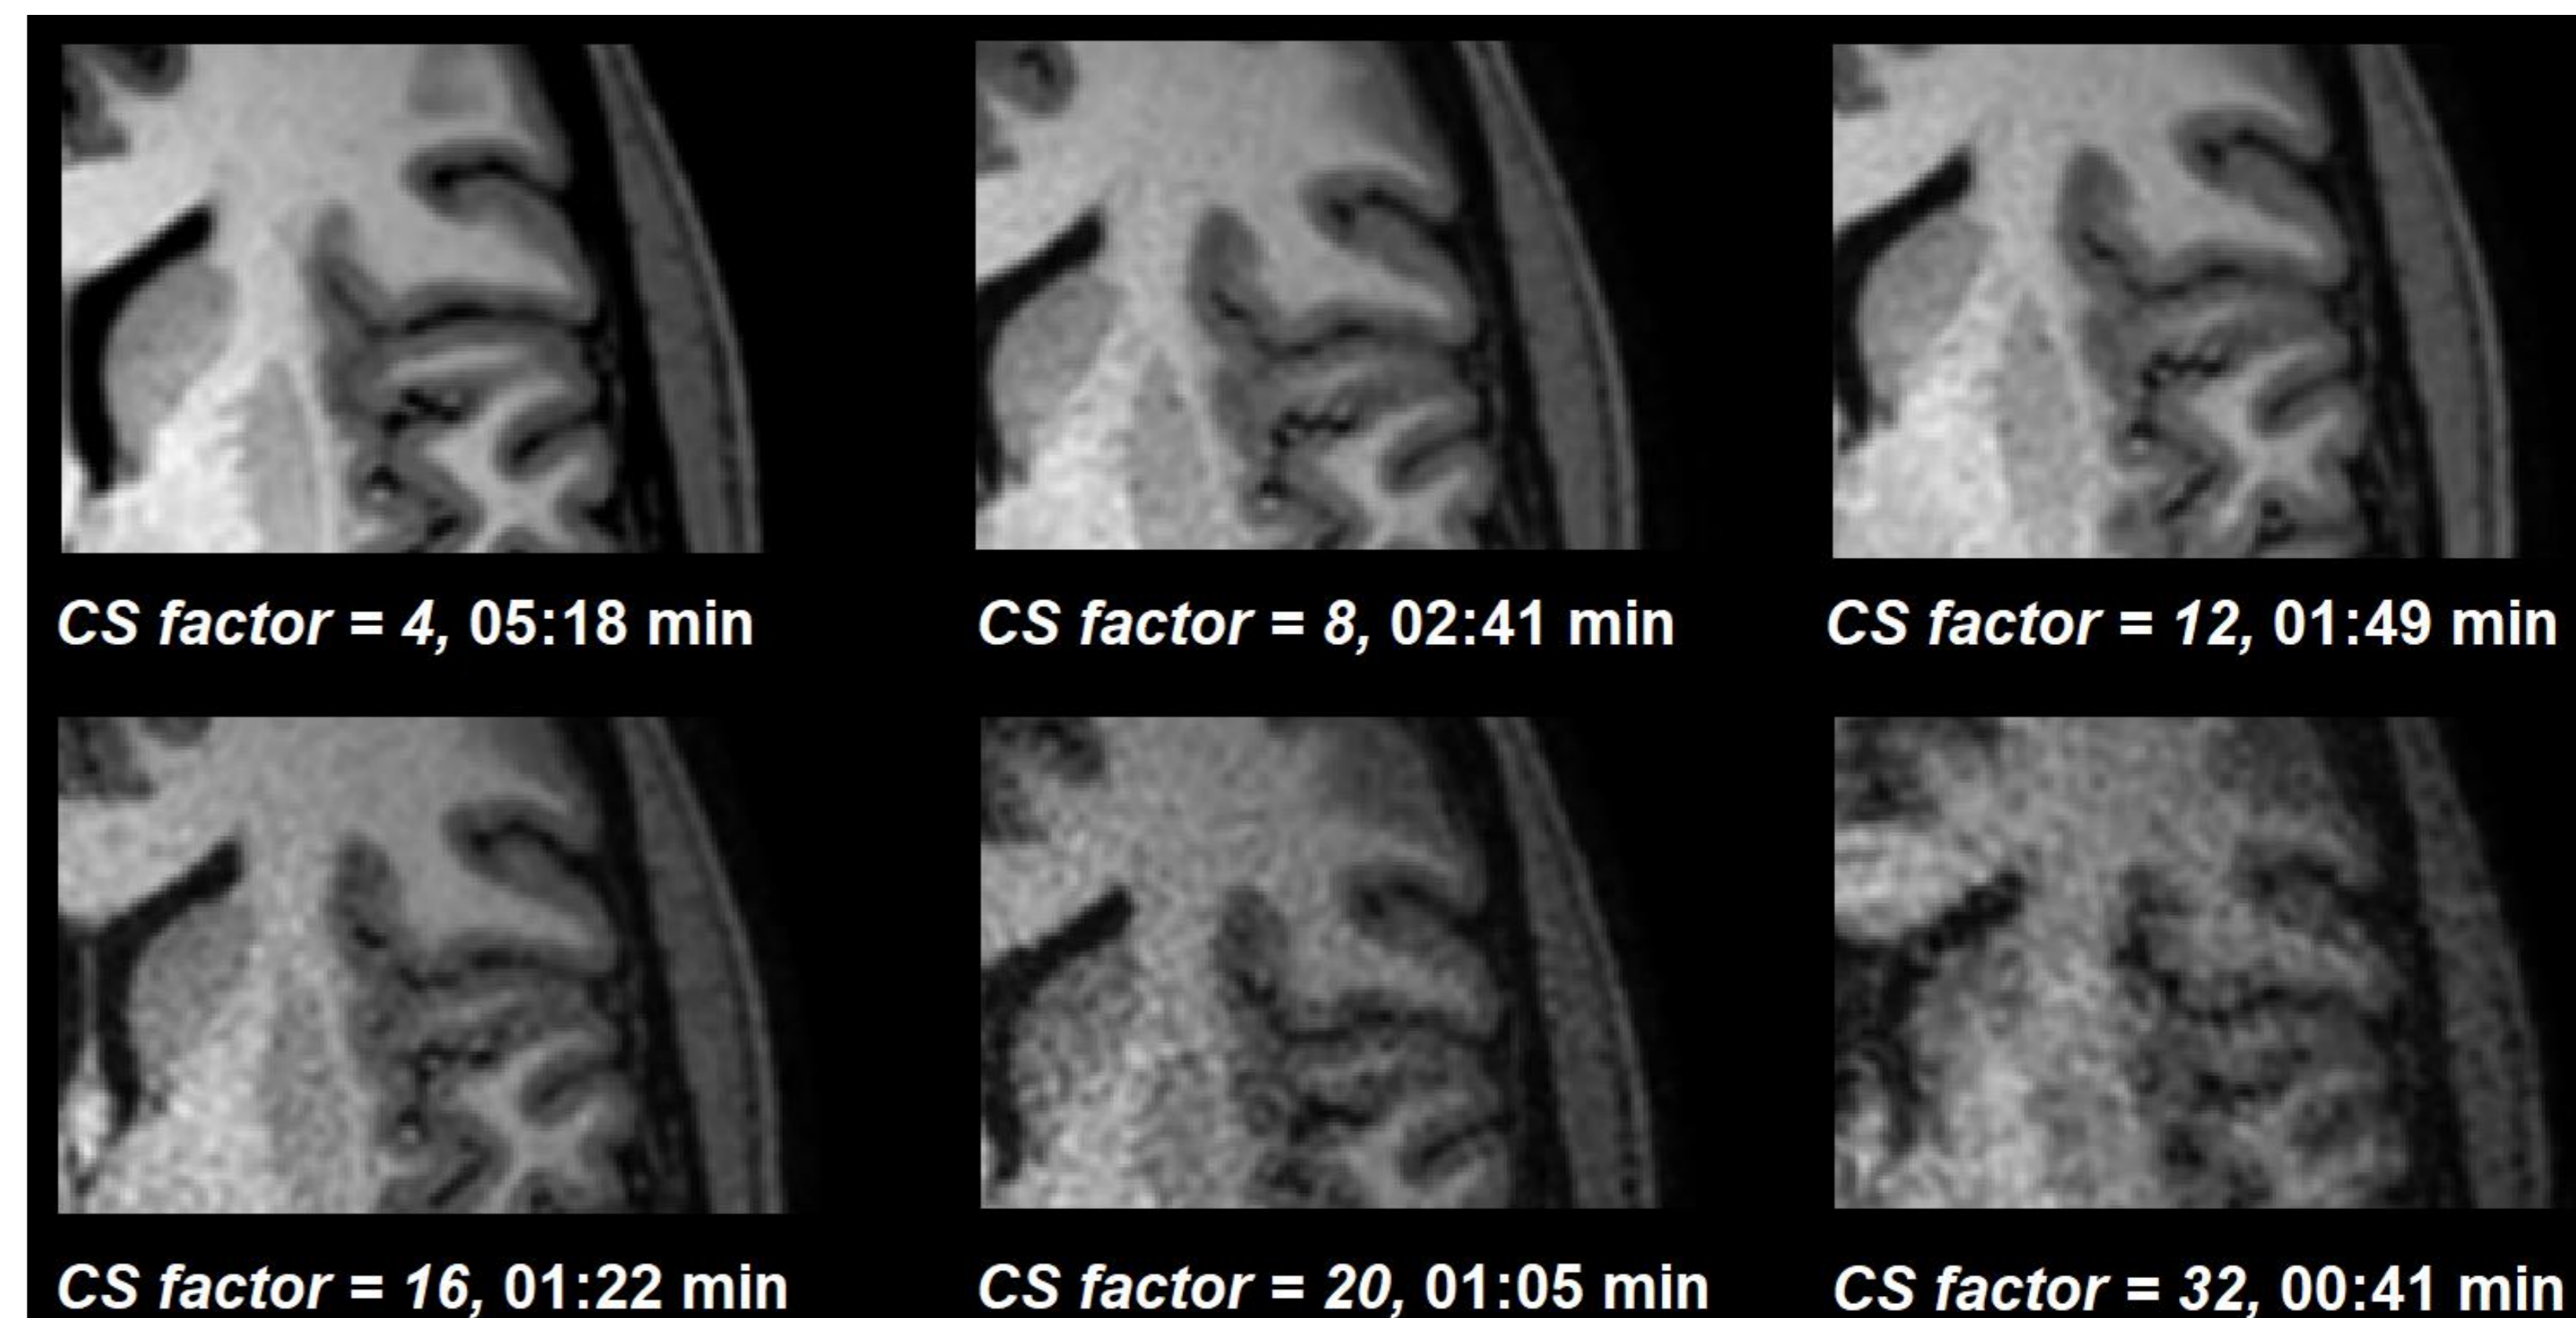 CS factor = 4, 05:18 min
CS factor = 8, 02:41 min
CS factor = 12, 01:49 min
CS factor = 16, 01:22 min
CS factor = 20, 01:05 min
CS factor = 32, 00:41 min